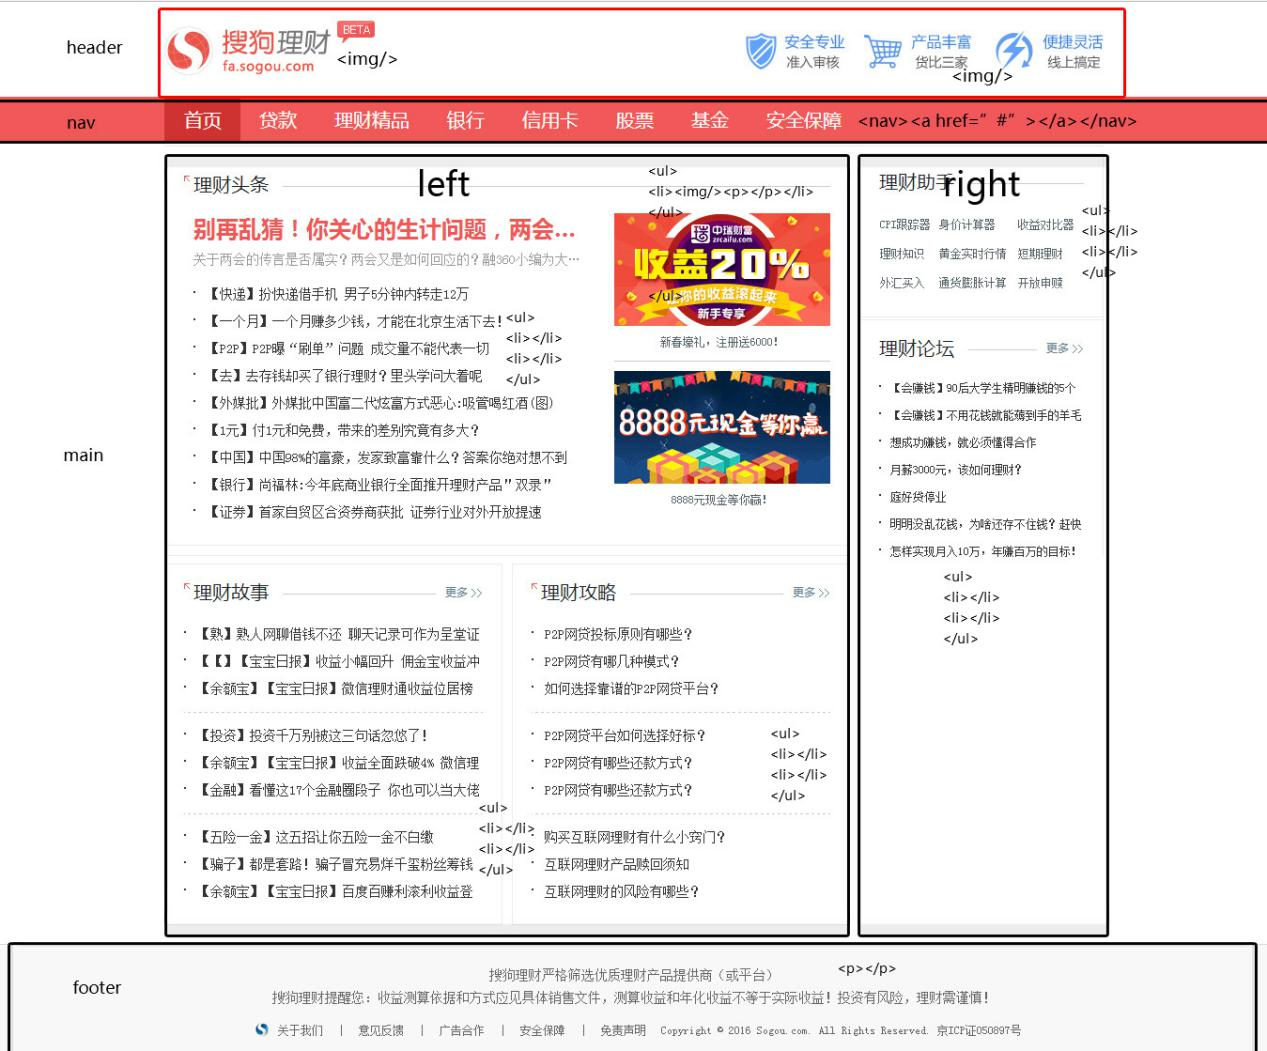 header
搜狗理财
BETA
fa.sogou.com
<img/>
安全专业
准入审核
产品丰富
货比三家
便捷灵活
线上搞定
<img/>
nav
首页 贷款 理财精品 银行 信用卡 股票 基金 安全保障
<nav><a href=”#”></a></nav>
main
left
理财头条
别再乱猜！你关心的生计问题，两会...
关于两会的传言是否属实？两会又是如何回应的？融360小编为大…
· 【快递】扮快递借手机 男子5分钟内转走12万
· 【一个月】一个月赚多少钱，才能在北京生活下去！
· 【P2P】P2P曝“刷单”问题 成交量不能代表一切
· 【去】去存钱却买了银行理财？里头学问大着呢
· 【外媒批】外媒批中国富二代炫富方式恶心:吸管喝红酒(图)
· 【1元】付1元和免费，带来的差别究竟有多大？
· 【中国】中国98%的富豪，发家致富靠什么？答案你绝对想不到
· 【银行】尚福林:今年底商业银行全面推开理财产品”双录”
· 【证券】首家自贸区合资券商获批 证券行业对外开放提速
<ul>
<li></li>
<li></li>
</ul>
<ul>
<li><img/><p></p></li>
</ul>
中瑞财富
zrcaifu.com
收益20%
让你的收益滚起来
新手专享
</ul>
新春壕礼，注册送6000！
8888元现金等你赢
8888元现金等你赢！
理财故事
更多 >>
· 【熟】熟人网聊借钱不还 聊天记录可作为呈堂证
· 【【】【宝宝日报】收益小幅回升 佣金宝收益冲
· 【余额宝】【宝宝日报】微信理财通收益位居榜
· 【投资】投资千万别被这三句话忽悠了！
· 【余额宝】【宝宝日报】收益全面跌破4% 微信理
· 【金融】看懂这17个金融圈段子 你也可以当大佬
· 【五险一金】这五招让你五险一金不白缴
· 【骗子】都是套路！骗子冒充易烊千玺粉丝筹钱
· 【余额宝】【宝宝日报】百度百赚利滚利收益登
<ul>
<li></li>
<li></li>
</ul>
理财攻略
更多 >>
· P2P网贷投标原则有哪些？
· P2P网贷有哪几种模式？
· 如何选择靠谱的P2P网贷平台？
· P2P网贷平台如何选择好标？
· P2P网贷有哪些还款方式？
· P2P网贷有哪些还款方式？
· 购买互联网理财有什么小窍门？
· 互联网理财产品赎回须知
· 互联网理财的风险有哪些？
<ul>
<li></li>
<li></li>
</ul>
right
理财助手
CPI跟踪器 身价计算器 收益对比器
理财知识 黄金实时行情 短期理财
外汇买入 通货膨胀计算 开放申赎
<ul>
<li></li>
<li></li>
</ul>
理财论坛
更多 >>
· 【会赚钱】90后大学生精明赚钱的5个
· 【会赚钱】不用花钱就能薅到手的羊毛
· 想成功赚钱，就必须懂得合作
· 月薪3000元，该如何理财？
· 庭好贷停业
· 明明没乱花钱，为啥还存不住钱？赶快
· 怎样实现月入10万，年赚百万的目标！
<ul>
<li></li>
<li></li>
</ul>
footer
搜狗理财严格筛选优质理财产品提供商（或平台）
<p></p>
搜狗理财提醒您：收益测算依据和方式应见具体销售文件，测算收益和年化收益不等于实际收益！投资有风险，理财需谨慎！
关于我们 | 意见反馈 | 广告合作 | 安全保障 | 免责声明 Copyright © 2016 Sogou.com. All Rights Reserved. 京ICP证050897号